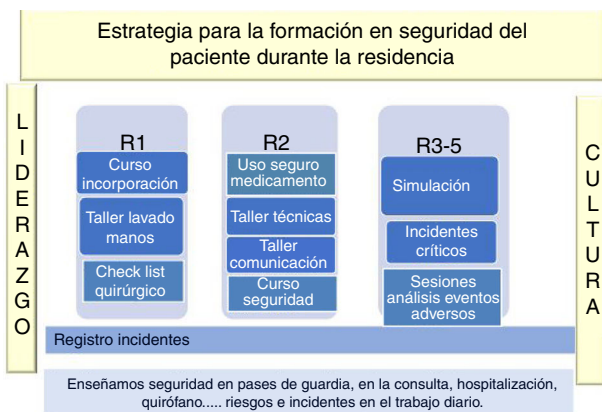 Estrategia para la formación en seguridad del
paciente durante la residencia
LIDERAZGO
R1
Curso
incorporación
Taller lavado
manos
Check list
quirúrgico
R2
Uso seguro
medicamento
Taller técnicas
Taller
comunicación
Curso
seguridad
R3-5
Simulación
Incidentes
críticos
Sesiones
análisis eventos
adversos
CULTURA
Registro incidentes
Enseñamos seguridad en pases de guardia, en la consulta, hospitalización,
quirófano..... riesgos e incidentes en el trabajo diario.